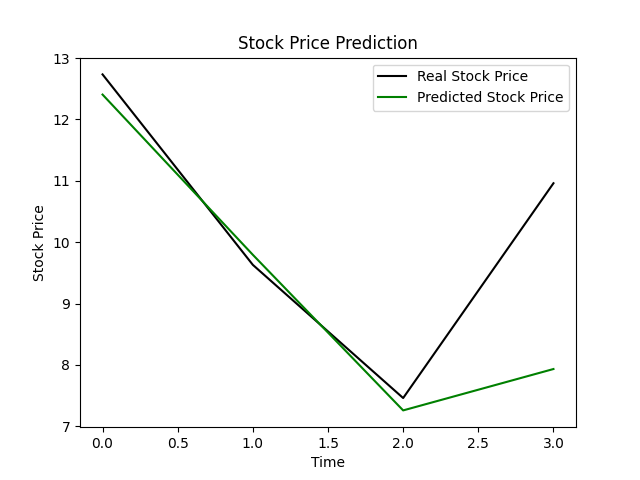 Stock Price Prediction
Real Stock Price
Predicted Stock Price
Stock Price
13
12
11
10
9
8
7
0.0 0.5 1.0 1.5 2.0 2.5 3.0
Time